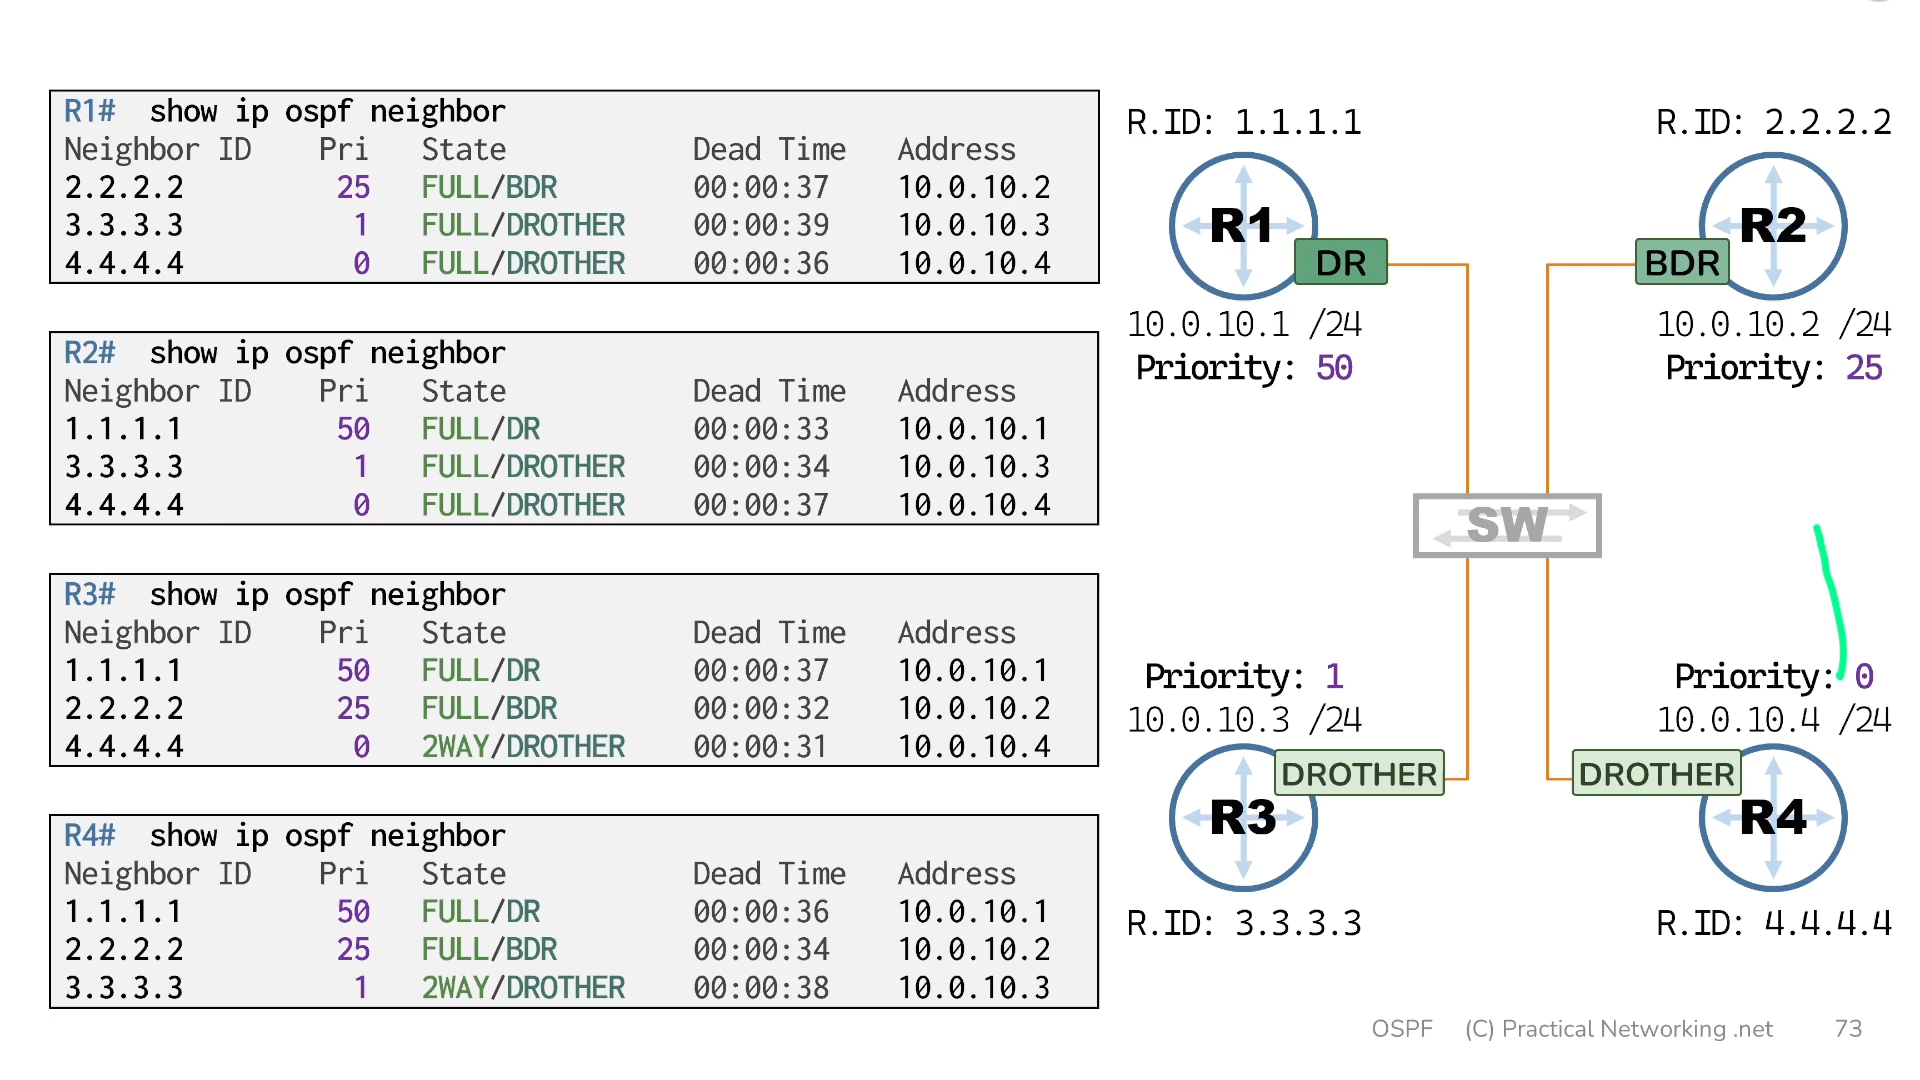 R1# show ip ospf neighbor
Neighbor ID Pri State Dead Time Address
2.2.2.2 25 FULL/BDR 00:00:37 10.0.10.2
3.3.3.3 1 FULL/DROTHER 00:00:39 10.0.10.3
4.4.4.4 0 FULL/DROTHER 00:00:36 10.0.10.4
R2# show ip ospf neighbor
Neighbor ID Pri State Dead Time Address
1.1.1.1 50 FULL/DR 00:00:33 10.0.10.1
3.3.3.3 1 FULL/DROTHER 00:00:34 10.0.10.3
4.4.4.4 0 FULL/DROTHER 00:00:37 10.0.10.4
R3# show ip ospf neighbor
Neighbor ID Pri State Dead Time Address
1.1.1.1 50 FULL/DR 00:00:37 10.0.10.1
2.2.2.2 25 FULL/BDR 00:00:32 10.0.10.2
4.4.4.4 0 2WAY/DROTHER 00:00:31 10.0.10.4
R4# show ip ospf neighbor
Neighbor ID Pri State Dead Time Address
1.1.1.1 50 FULL/DR 00:00:36 10.0.10.1
2.2.2.2 25 FULL/BDR 00:00:34 10.0.10.2
3.3.3.3 1 2WAY/DROTHER 00:00:38 10.0.10.3
R.ID: 1.1.1.1
R1
DR
10.0.10.1 /24
Priority: 50
R.ID: 2.2.2.2
R2
BDR
10.0.10.2 /24
Priority: 25
SW
Priority: 1
10.0.10.3 /24
DROTHER
R3
R.ID: 3.3.3.3
Priority: 0
10.0.10.4 /24
DROTHER
R4
R.ID: 4.4.4.4
OSPF (C) Practical Networking .net 73